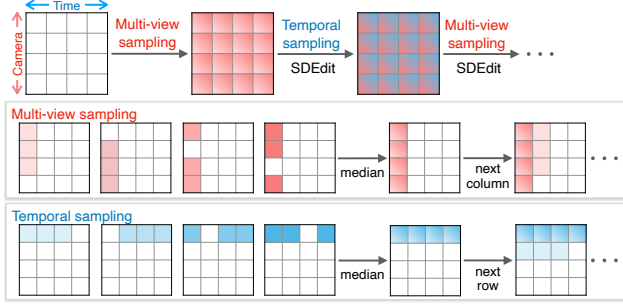 Time
Camera
Multi-view sampling
Temporal sampling
SDEdit
Multi-view sampling
SDEdit
Multi-view sampling
median
next column
Temporal sampling
median
next row